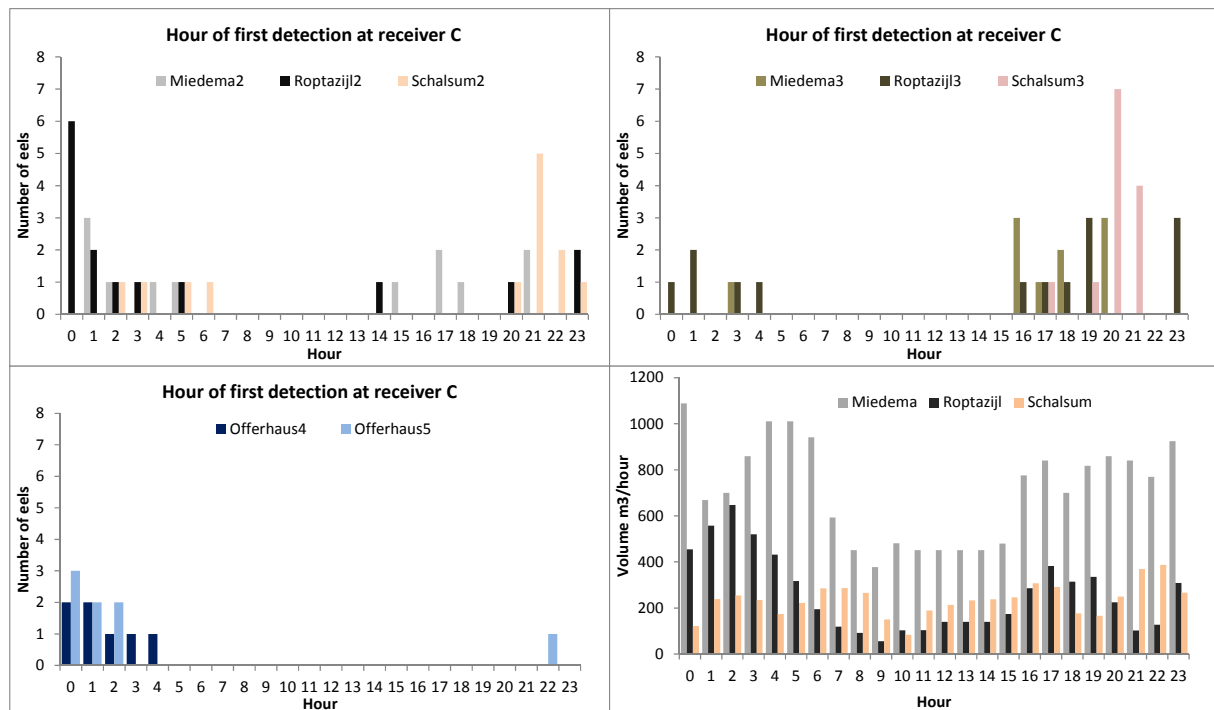 Hour of first detection at receiver C
Miedema2 Roptazijl2 Schalsum2
Number of eels
8
7
6
5
4
3
2
1
0
0 1 2 3 4 5 6 7 8 9 10 11 12 13 14 15 16 17 18 19 20 21 22 23
Hour
Hour of first detection at receiver C
Miedema3 Roptazijl3 Schalsum3
Number of eels
8
7
6
5
4
3
2
1
0
0 1 2 3 4 5 6 7 8 9 10 11 12 13 14 15 16 17 18 19 20 21 22 23
Hour
Hour of first detection at receiver C
Offerhaus4 Offerhaus5
Number of eels
8
7
6
5
4
3
2
1
0
0 1 2 3 4 5 6 7 8 9 10 11 12 13 14 15 16 17 18 19 20 21 22 23
Hour
Miedema Roptazijl Schalsum
Volume m3/hour
1200
1000
800
600
400
200
0
0 1 2 3 4 5 6 7 8 9 10 11 12 13 14 15 16 17 18 19 20 21 22 23
Hour